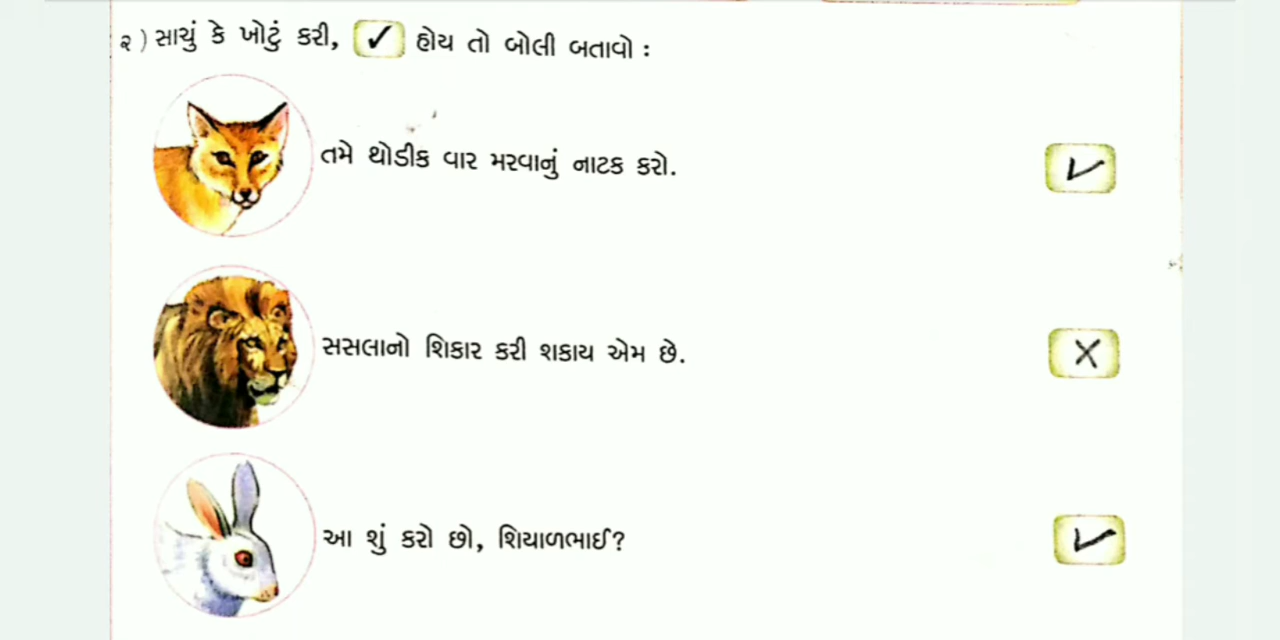 ૨) સાચું કે ખોટું કરી, ✓ હોય તો બોલી બતાવો :
તમે થોડીક વાર મરવાનું નાટક કરો. ✓
સસલાનો શિકાર કરી શકાય એમ છે. ✗
આ શું કરો છો, શિયાળભાઈ? ✓